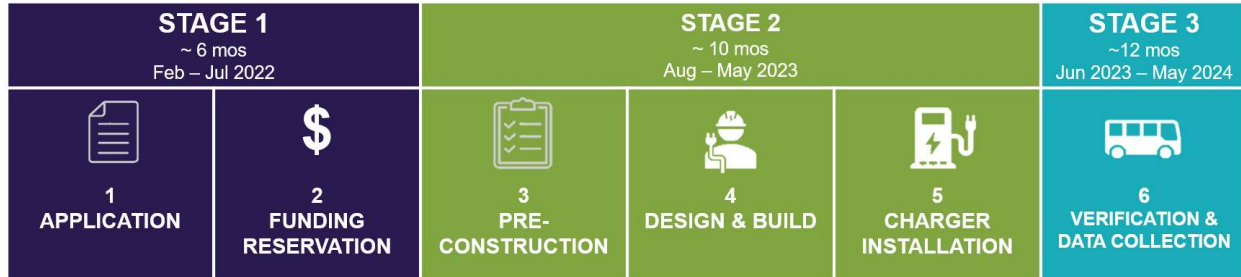 STAGE 1
~ 6 mos
Feb – Jul 2022
STAGE 2
~ 10 mos
Aug – May 2023
STAGE 3
~12 mos
Jun 2023 – May 2024
$
1
APPLICATION
2
FUNDING
RESERVATION
3
PRE-
CONSTRUCTION
4
DESIGN & BUILD
5
CHARGER
INSTALLATION
6
VERIFICATION &
DATA COLLECTION